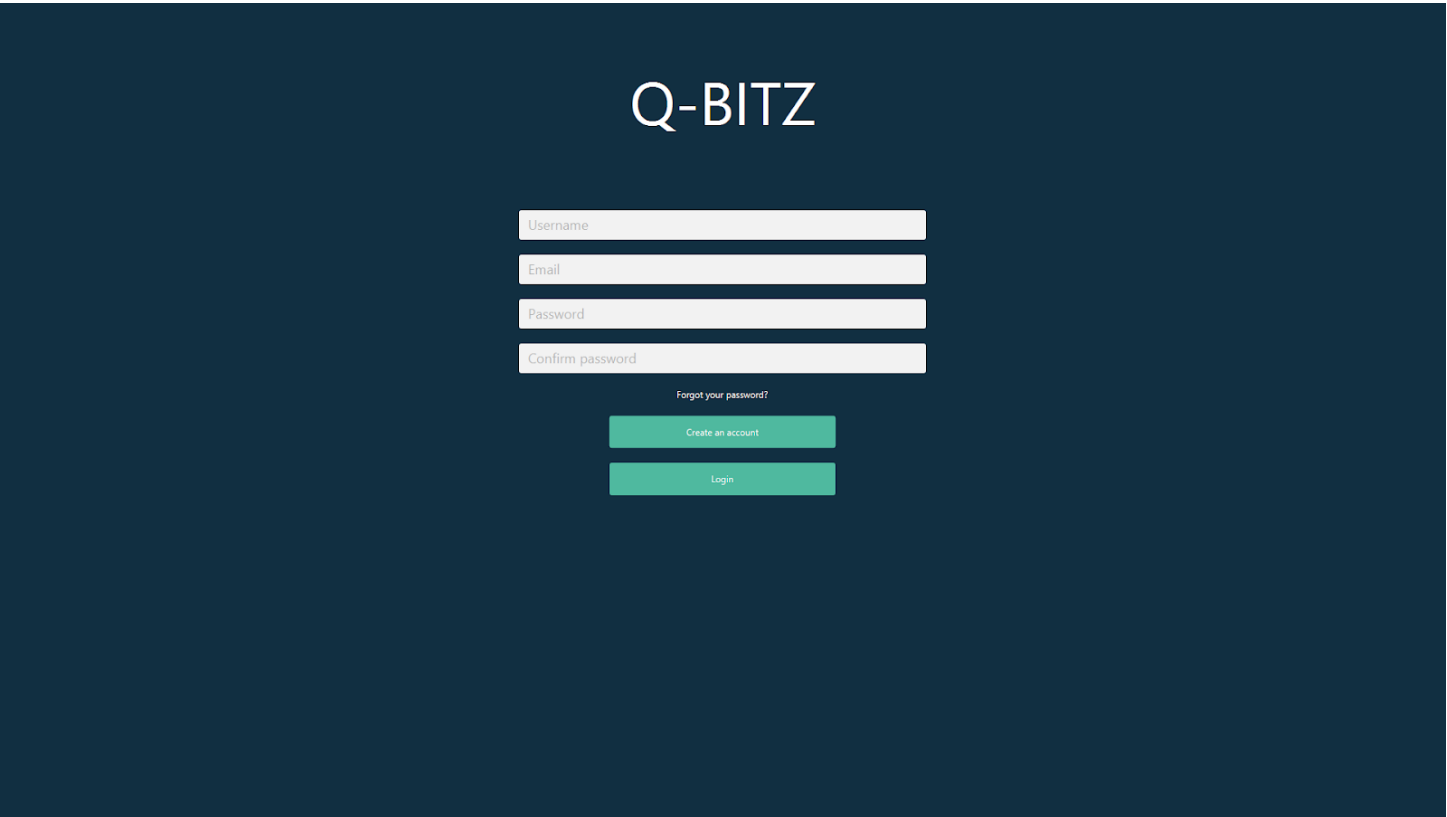 Q-BITZ
Username
Email
Password
Confirm password
Forgot your password?
Create an account
Login